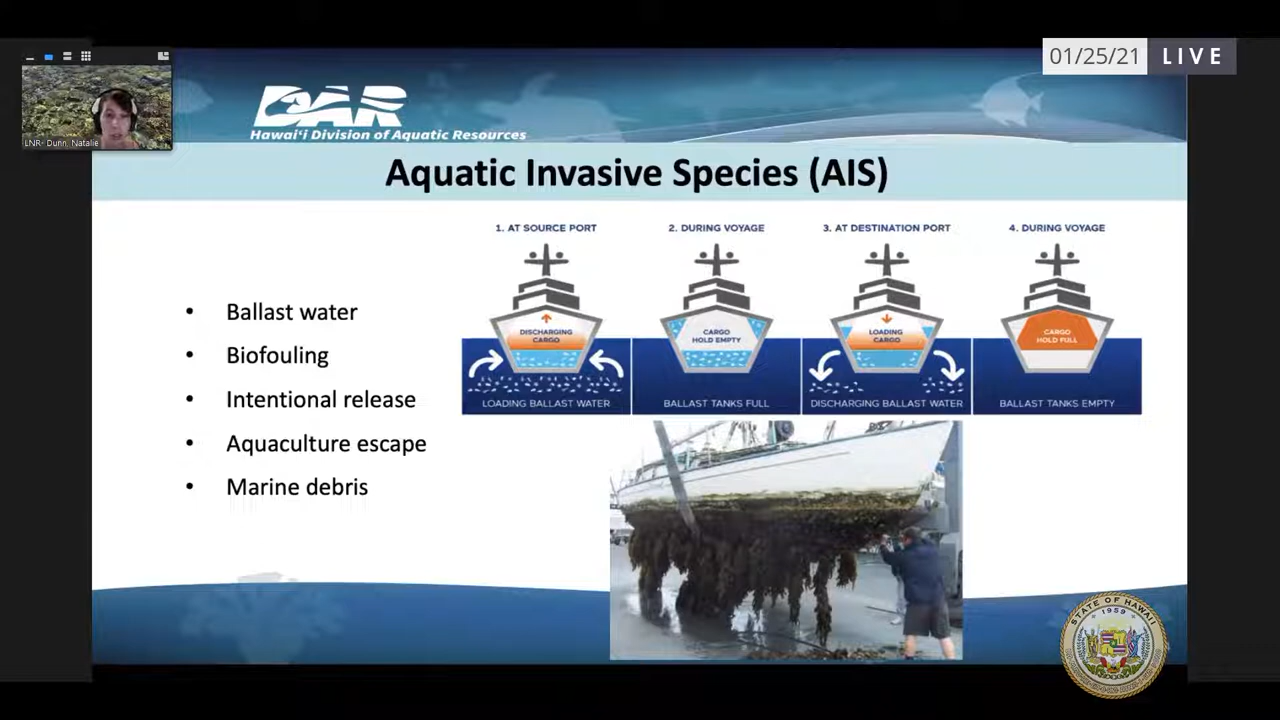 01/25/21 LIVE
LNR- Dunn, Natalie
DAR
Hawaiʻi Division of Aquatic Resources
Aquatic Invasive Species (AIS)
• Ballast water
• Biofouling
• Intentional release
• Aquaculture escape
• Marine debris
1. AT SOURCE PORT
2. DURING VOYAGE
3. AT DESTINATION PORT
4. DURING VOYAGE
DISCHARGING
CARGO
CARGO
HOLD EMPTY
LOADING
CARGO
CARGO
HOLD FULL
LOADING BALLAST WATER
BALLAST TANKS FULL
DISCHARGING BALLAST WATER
BALLAST TANKS EMPTY
STATE OF HAWAII
1959